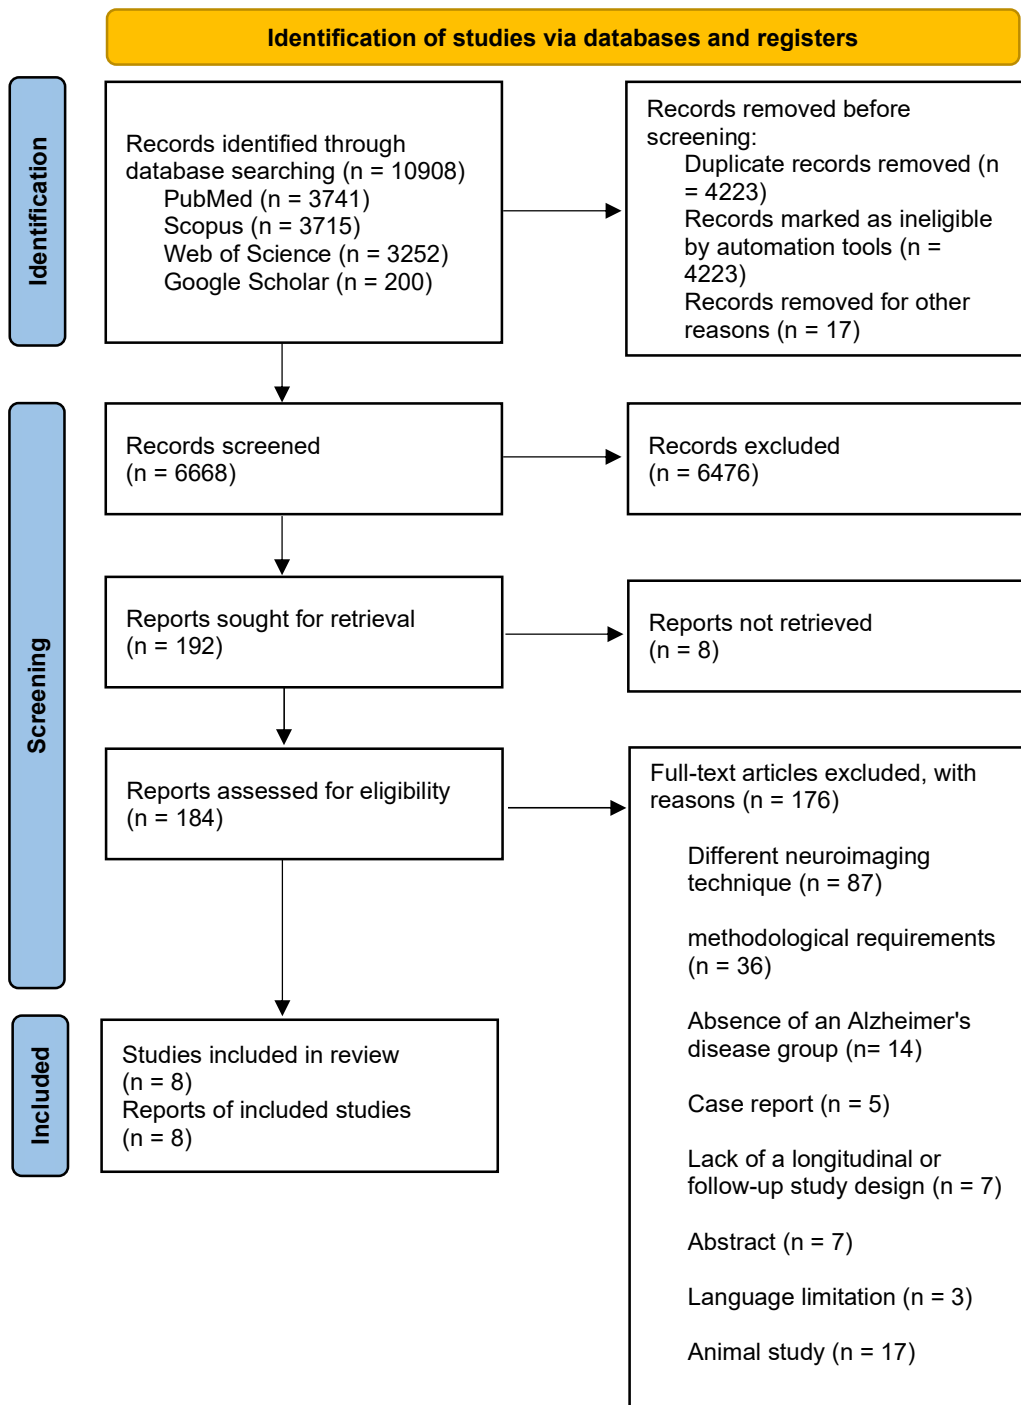 Identification of studies via databases and registers
Identification
Records identified through
database searching (n = 10908)
PubMed (n = 3741)
Scopus (n = 3715)
Web of Science (n = 3252)
Google Scholar (n = 200)
Records removed before
screening:
Duplicate records removed (n
= 4223)
Records marked as ineligible
by automation tools (n =
4223)
Records removed for other
reasons (n = 17)
Screening
Records screened
(n = 6668)
Records excluded
(n = 6476)
Reports sought for retrieval
(n = 192)
Reports not retrieved
(n = 8)
Reports assessed for eligibility
(n = 184)
Full-text articles excluded, with
reasons (n = 176)
Different neuroimaging
technique (n = 87)
methodological requirements
(n = 36)
Absence of an Alzheimer's
disease group (n= 14)
Case report (n = 5)
Lack of a longitudinal or
follow-up study design (n = 7)
Abstract (n = 7)
Language limitation (n = 3)
Animal study (n = 17)
Included
Studies included in review
(n = 8)
Reports of included studies
(n = 8)